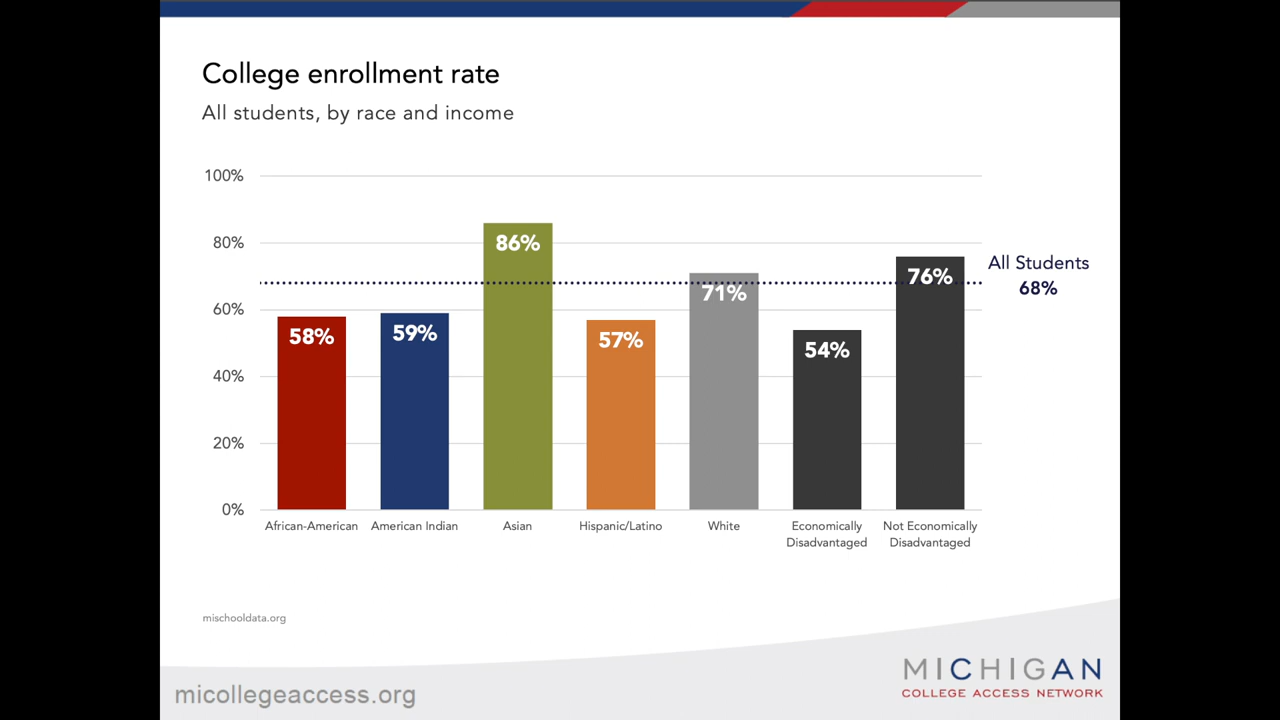 College enrollment rate
All students, by race and income
100%
80%
60%
40%
20%
0%
58%
59%
86%
57%
71%
54%
76%
All Students
68%
African-American
American Indian
Asian
Hispanic/Latino
White
Economically
Disadvantaged
Not Economically
Disadvantaged
mischooldata.org
micollegeaccess.org
MICHIGAN
COLLEGE ACCESS NETWORK